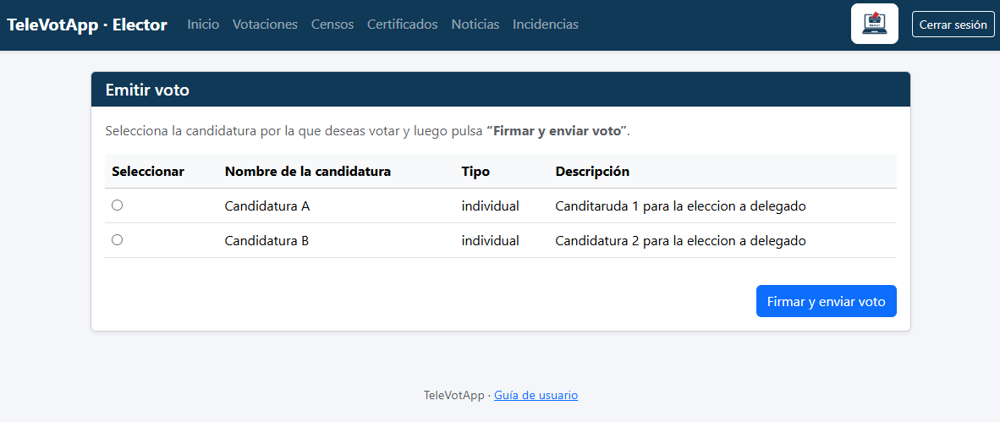 TeleVotApp · Elector Inicio Votaciones Censos Certificados Noticias Incidencias Cerrar sesión
Emitir voto
Selecciona la candidatura por la que deseas votar y luego pulsa “Firmar y enviar voto”.
Seleccionar Nombre de la candidatura Tipo Descripción
Candidatura A individual Canditaruda 1 para la eleccion a delegado
Candidatura B individual Candidatura 2 para la eleccion a delegado
Firmar y enviar voto
TeleVotApp · Guía de usuario